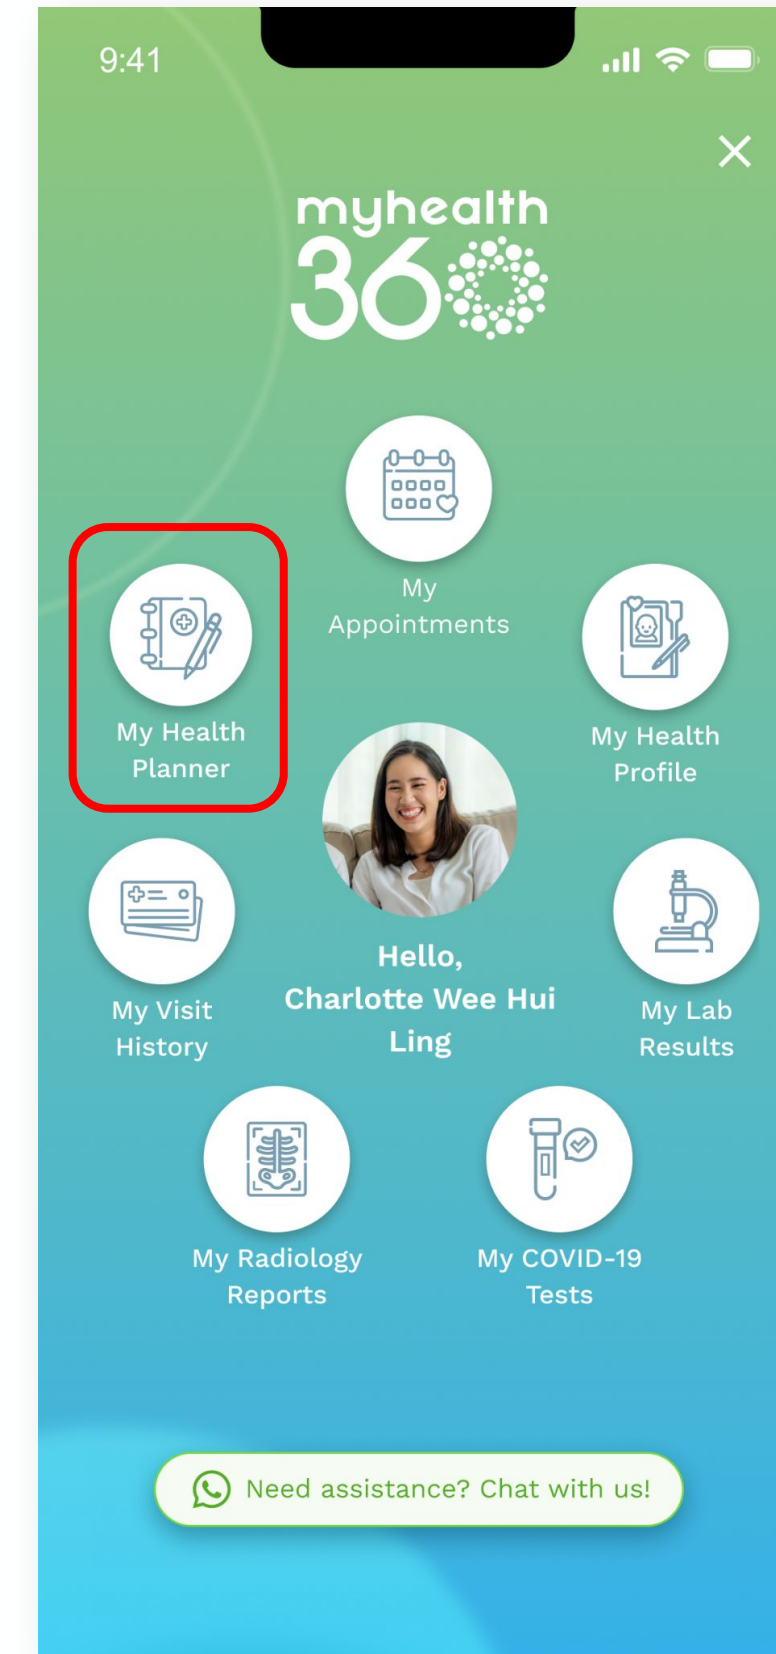 9:41
myhealth
360
My
Appointments
My Health
Planner
My Health
Profile
Hello,
Charlotte Wee Hui
Ling
My Visit
History
My Lab
Results
My Radiology
Reports
My COVID-19
Tests
Need assistance? Chat with us!